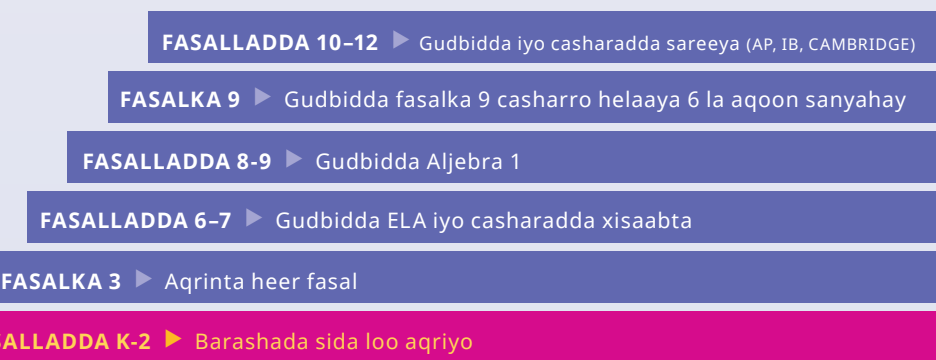 FASALLADDA 10–12 ▶ Gudbidda iyo casharadda sareeya (AP, IB, CAMBRIDGE)
FASALKA 9 ▶ Gudbidda fasalka 9 casharro helaaya 6 la aqoon sanyahay
FASALLADDA 8-9 ▶ Gudbidda Aljebra 1
FASALLADDA 6–7 ▶ Gudbidda ELA iyo casharadda xisaabta
FASALKA 3 ▶ Aqrinta heer fasal
SALLADDA K-2 ▶ Barashada sida loo aqriyo